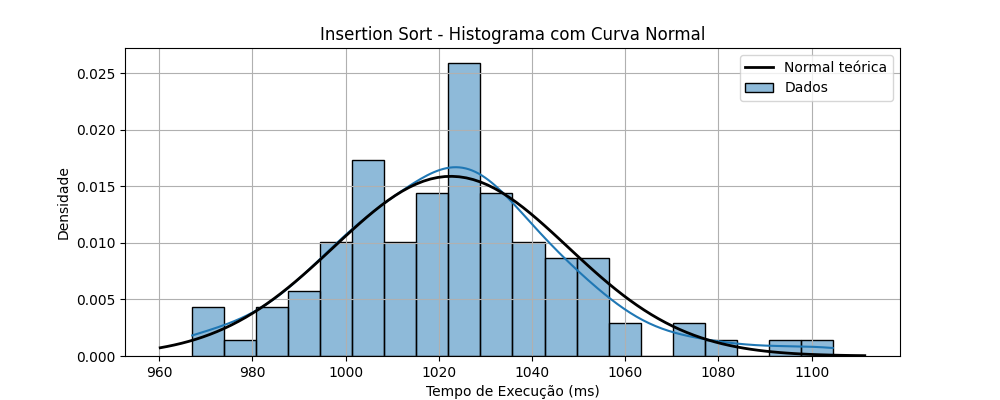 Insertion Sort - Histograma com Curva Normal
Normal teórica
Dados
0.025
0.020
0.015
0.010
0.005
0.000
Densidade
960 980 1000 1020 1040 1060 1080 1100
Tempo de Execução (ms)